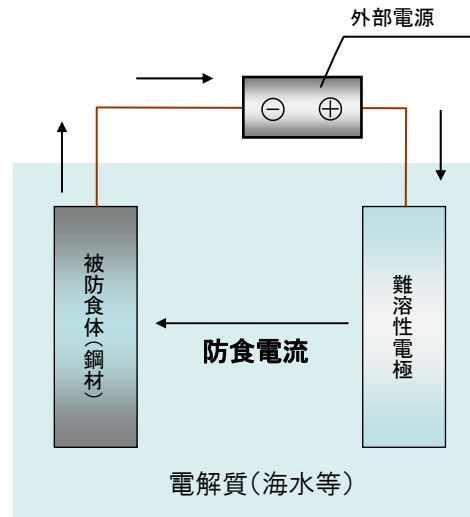 外部電源
⊖ ⊕
被防食体(鋼材)
難溶性電極
防食電流
電解質(海水等)